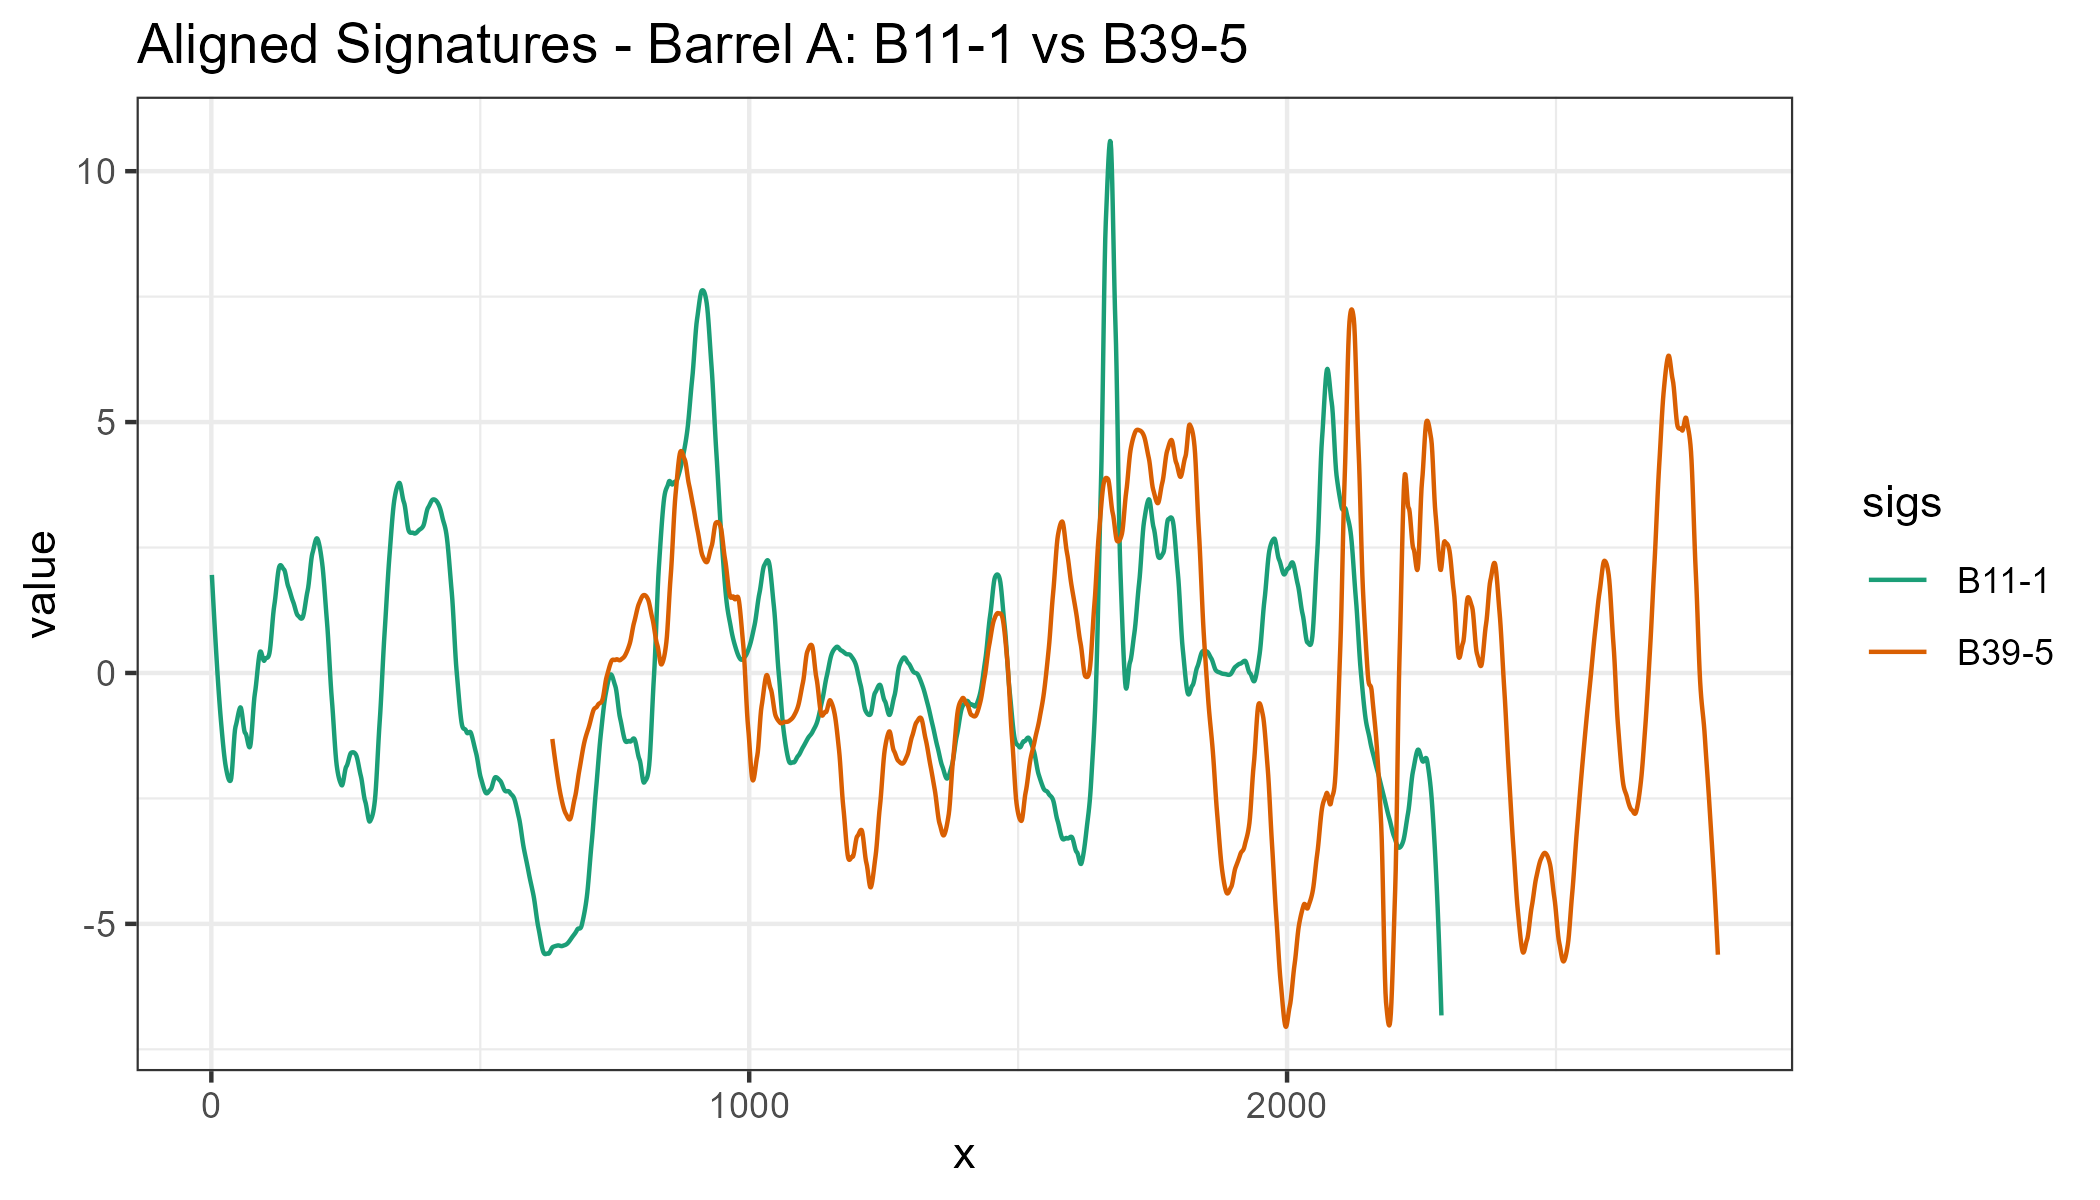 Aligned Signatures - Barrel A: B11-1 vs B39-5
value
10
5
0
-5
0 1000 2000
x
sigs
B11-1
B39-5